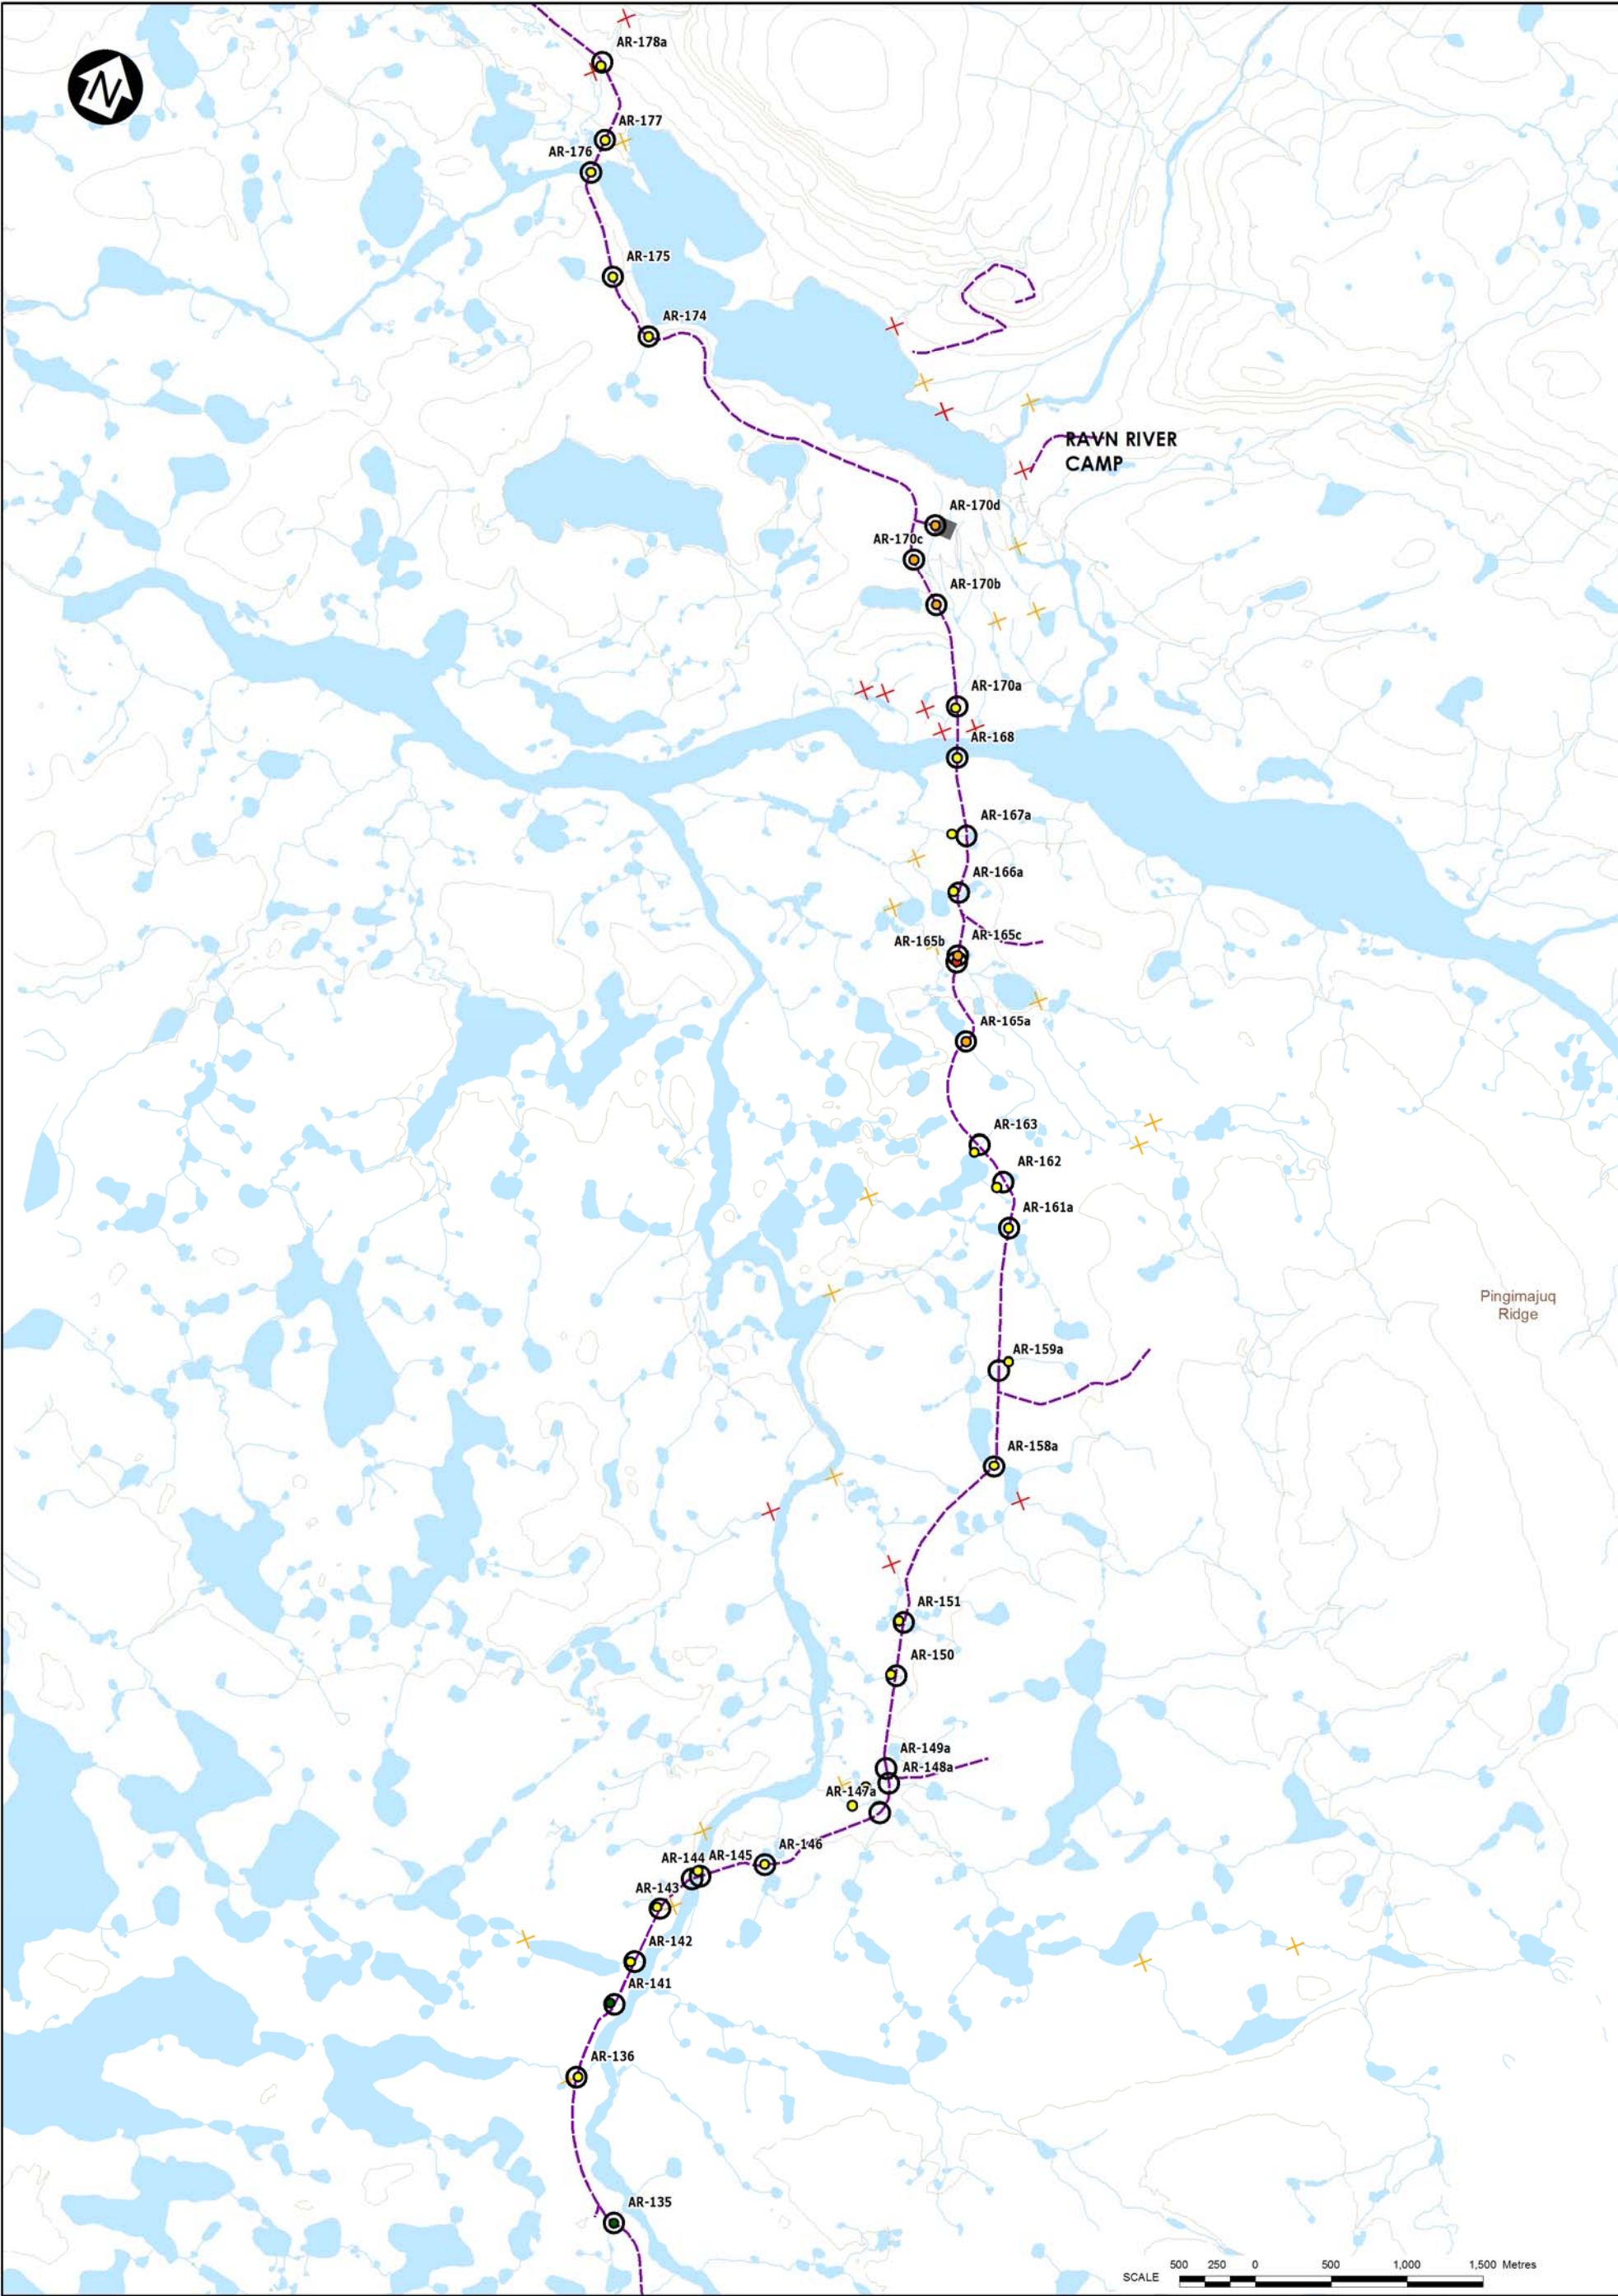 N
AR-178a
AR-177
AR-176
AR-175
AR-174
RAVN RIVER
CAMP
AR-170d
AR-170c
AR-170b
AR-170a
AR-168
AR-167a
AR-166a
AR-165c
AR-165b
AR-165a
AR-163
AR-162
AR-161a
Pingimajuq
Ridge
AR-159a
AR-158a
AR-151
AR-150
AR-149a
AR-148a
AR-147a
AR-146
AR-145
AR-144
AR-143
AR-142
AR-141
AR-136
AR-135
500 250 0 500 1,000 1,500 Metres
SCALE